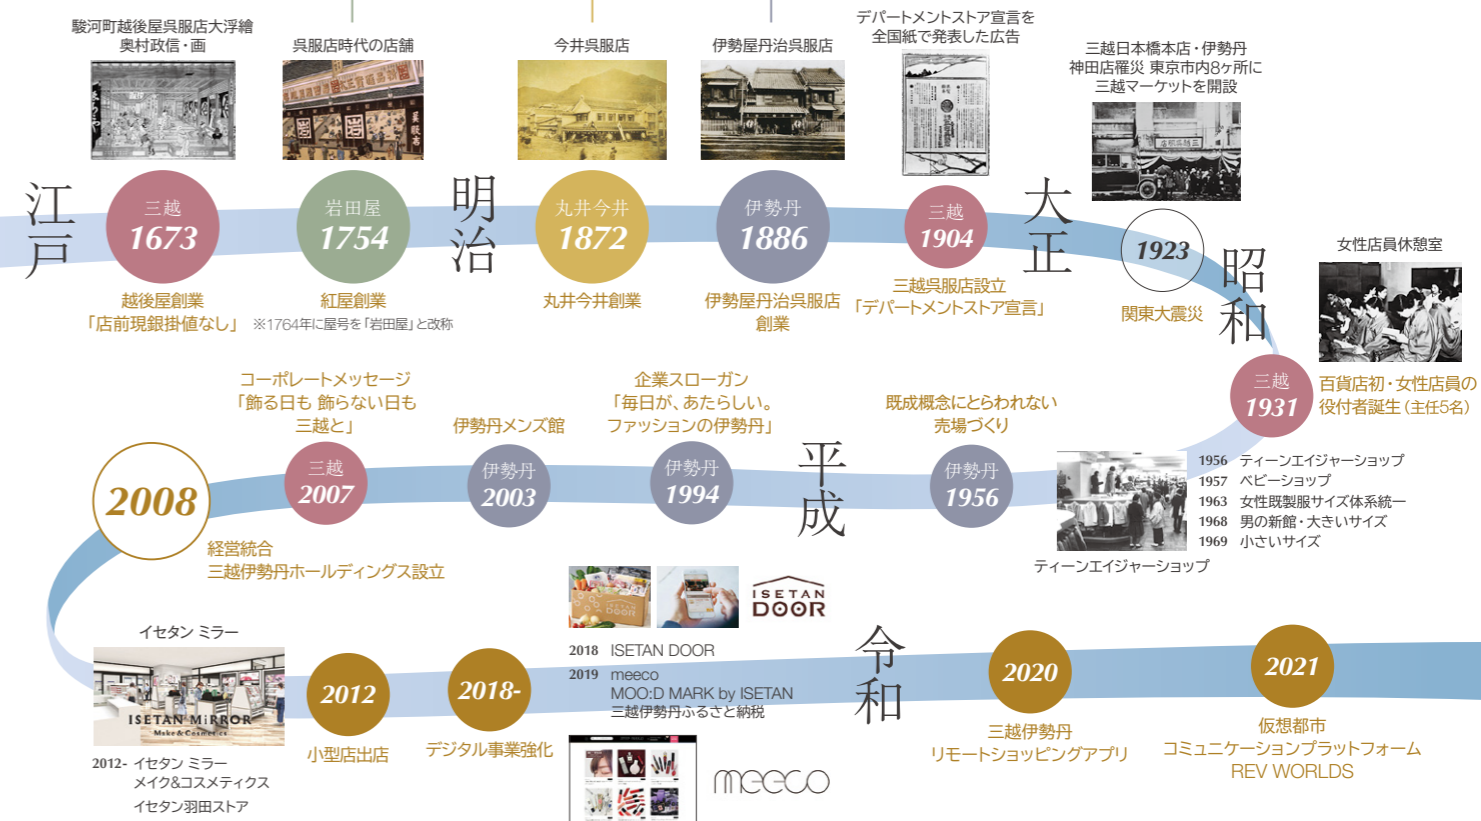 駿河町越後屋呉服店大浮繪
奥村政信・画
呉服店時代の店舗
今井呉服店
伊勢屋丹治呉服店
デパートメントストア宣言を
全国紙で発表した広告
三越日本橋本店・伊勢丹
神田店罹災 東京市内8ヶ所に
三越マーケットを開設
江戸
三越
1673
越後屋創業
「店前現銀掛値なし」
岩田屋
1754
紅屋創業
※1764年に屋号を「岩田屋」と改称
明治
丸井今井
1872
丸井今井創業
伊勢丹
1886
伊勢屋丹治呉服店
創業
三越
1904
三越呉服店設立
「デパートメントストア宣言」
大正
1923
関東大震災
昭和
女性店員休憩室
三越
1931
百貨店初・女性店員の
役付者誕生（主任5名）
1956 ティーンエイジャーショップ
1957 ベビーショップ
1963 女性既製服サイズ体系統一
1968 男の新館・大きいサイズ
1969 小さいサイズ
ティーンエイジャーショップ
既成概念にとらわれない
売場づくり
伊勢丹
1956
平成
企業スローガン
「毎日が、あたらしい。
ファッションの伊勢丹」
伊勢丹
1994
伊勢丹メンズ館
伊勢丹
2003
コーポレートメッセージ
「飾る日も 飾らない日も
三越と」
三越
2007
2008
経営統合
三越伊勢丹ホールディングス設立
イセタン ミラー
ISETAN MiRROR
Make & Cosmetics
2012- イセタン ミラー
メイク&コスメティクス
イセタン羽田ストア
2012
小型店出店
2018-
デジタル事業強化
ISETAN
DOOR
ISETAN
DOOR
2018 ISETAN DOOR
2019 meeco
MOO:D MARK by ISETAN
三越伊勢丹ふるさと納税
meeco
令和
2020
三越伊勢丹
リモートショッピングアプリ
2021
仮想都市
コミュニケーションプラットフォーム
REV WORLDS